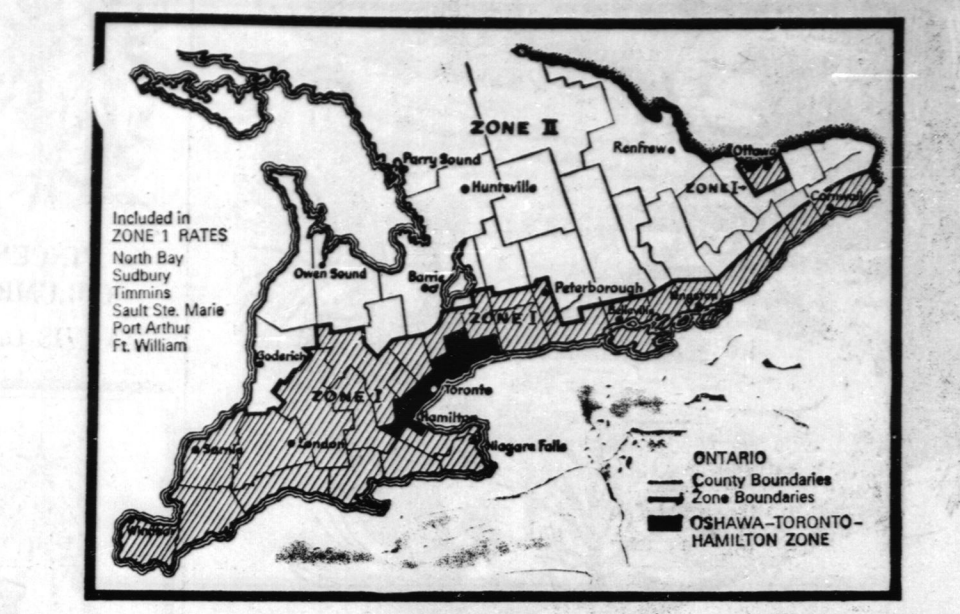 ZONE II
Renfrew
Ottawa
Parry Sound
Huntsville
ZONE I
Cornwall
Included in
ZONE 1 RATES
North Bay
Sudbury
Timmins
Sault Ste. Marie
Port Arthur
Ft. William
Owen Sound
Barrie
Peterborough
Kingston
Belleville
ZONE I
Goderich
ZONE I
Toronto
Hamilton
Sarnia
London
Niagara Falls
Windsor
ONTARIO
County Boundaries
Zone Boundaries
OSHAWA-TORONTO-
HAMILTON ZONE